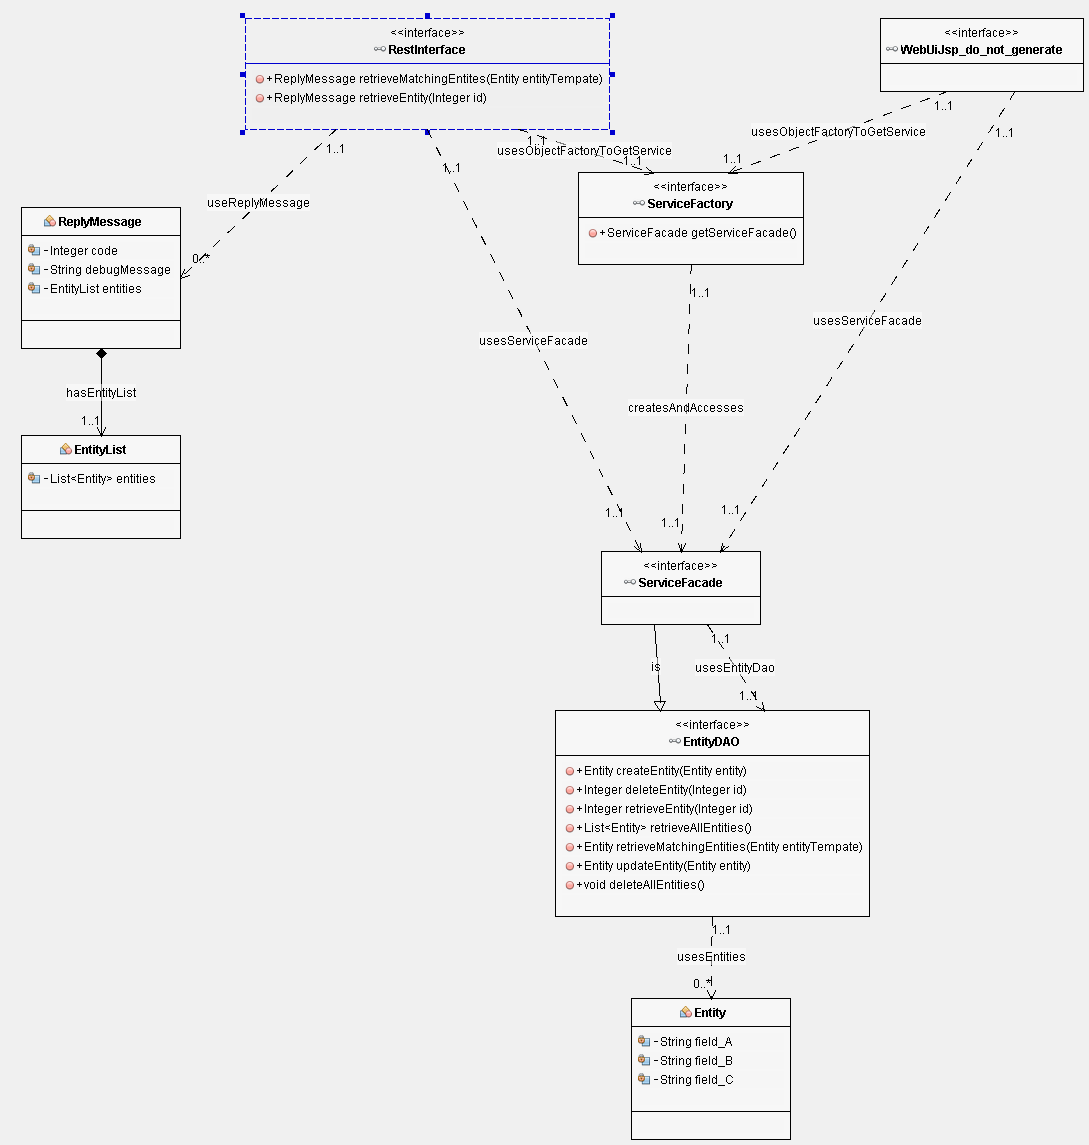 <<interface>>
RestInterface
+ReplyMessage retrieveMatchingEntites(Entity entityTempate)
+ReplyMessage retrieveEntity(Integer id)
<<interface>>
WebUiJsp_do_not_generate
1..1
1..1
1..1
1..1
1..1
usesObjectFactoryToGetService
1..1
usesObjectFactoryToGetService
1..1
<<interface>>
ServiceFactory
+ServiceFacade getServiceFacade()
useReplyMessage
0..*
ReplyMessage
-Integer code
-String debugMessage
-EntityList entities
1..1
usesServiceFacade
usesServiceFacade
hasEntityList
1..1
createsAndAccesses
EntityList
-List<Entity> entities
1..1
1..1
1..1
<<interface>>
ServiceFacade
1..1
is
usesEntityDao
1..1
<<interface>>
EntityDAO
+Entity createEntity(Entity entity)
+Integer deleteEntity(Integer id)
+Integer retrieveEntity(Integer id)
+List<Entity> retrieveAllEntities()
+Entity retrieveMatchingEntities(Entity entityTempate)
+Entity updateEntity(Entity entity)
+void deleteAllEntities()
1..1
usesEntities
0..*
Entity
-String field_A
-String field_B
-String field_C